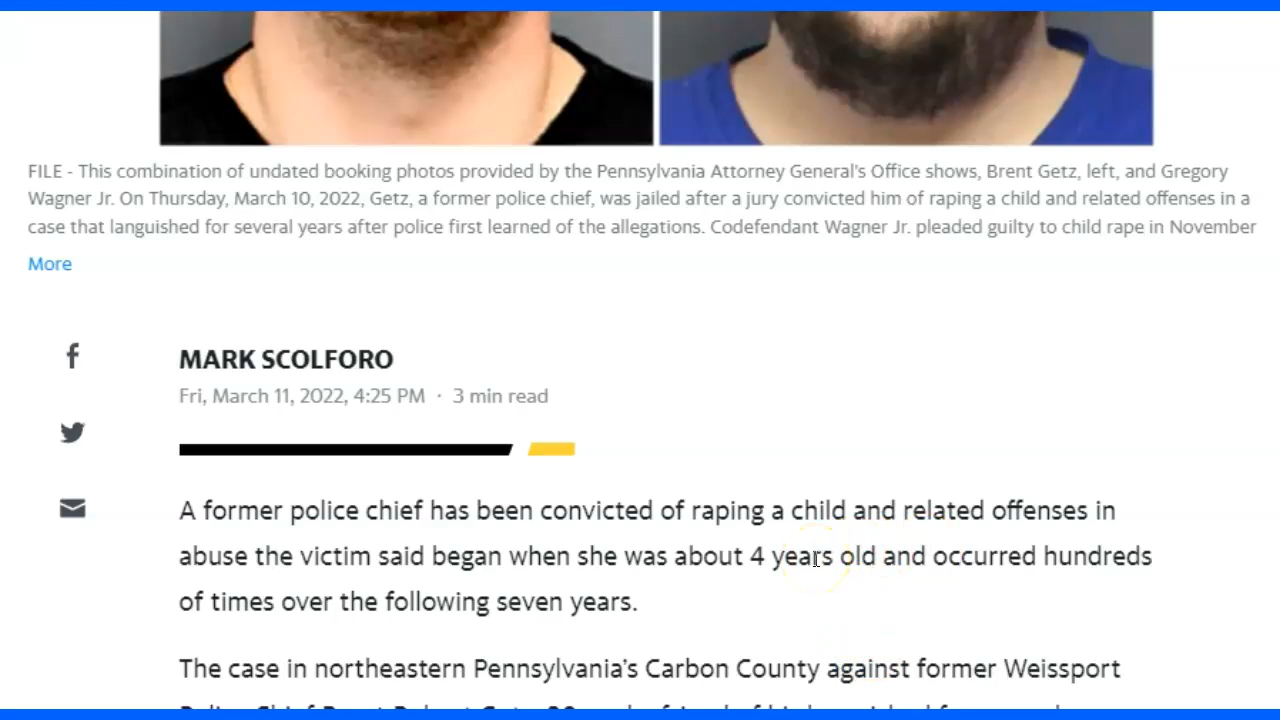 FILE - This combination of undated booking photos provided by the Pennsylvania Attorney General's Office shows, Brent Getz, left, and Gregory
Wagner Jr. On Thursday, March 10, 2022, Getz, a former police chief, was jailed after a jury convicted him of raping a child and related offenses in a
case that languished for several years after police first learned of the allegations. Codefendant Wagner Jr. pleaded guilty to child rape in November
More
MARK SCOLFORO
Fri, March 11, 2022, 4:25 PM · 3 min read
A former police chief has been convicted of raping a child and related offenses in
abuse the victim said began when she was about 4 years old and occurred hundreds
of times over the following seven years.
The case in northeastern Pennsylvania’s Carbon County against former Weissport